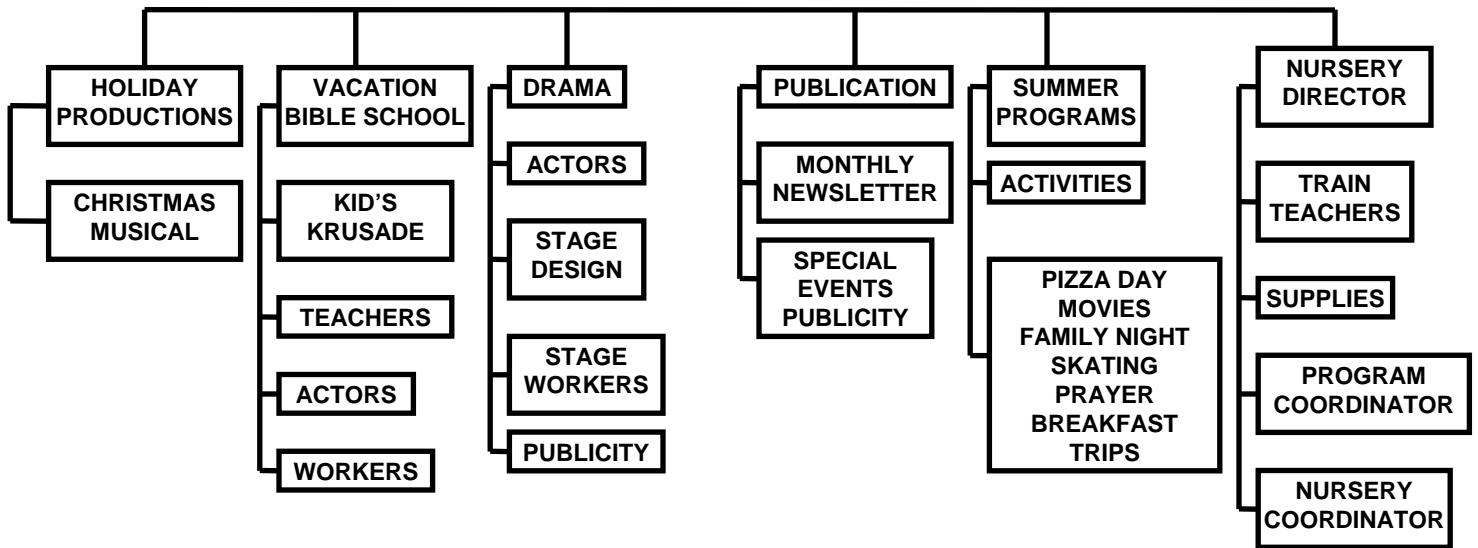 HOLIDAY
PRODUCTIONS
CHRISTMAS
MUSICAL
VACATION
BIBLE SCHOOL
KID'S
KRUSADE
TEACHERS
ACTORS
WORKERS
DRAMA
ACTORS
STAGE
DESIGN
STAGE
WORKERS
PUBLICITY
PUBLICATION
MONTHLY
NEWSLETTER
SPECIAL
EVENTS
PUBLICITY
SUMMER
PROGRAMS
ACTIVITIES
PIZZA DAY
MOVIES
FAMILY NIGHT
SKATING
PRAYER
BREAKFAST
TRIPS
NURSERY
DIRECTOR
TRAIN
TEACHERS
SUPPLIES
PROGRAM
COORDINATOR
NURSERY
COORDINATOR